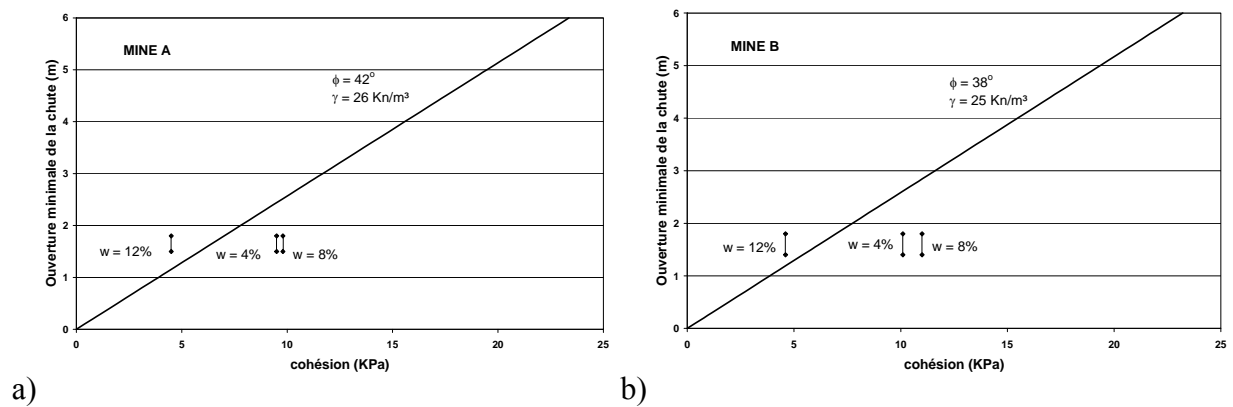 Ouverture minimale de la chute (m)
6
5
4
3
2
1
0
MINE A
ϕ = 42°
γ = 26 Kn/m³
w = 12%
w = 4%
w = 8%
0 5 10 15 20 25
cohésion (KPa)
a)
Ouverture minimale de la chute (m)
6
5
4
3
2
1
0
MINE B
ϕ = 38°
γ = 25 Kn/m³
w = 12%
w = 4%
w = 8%
0 5 10 15 20 25
cohésion (KPa)
b)